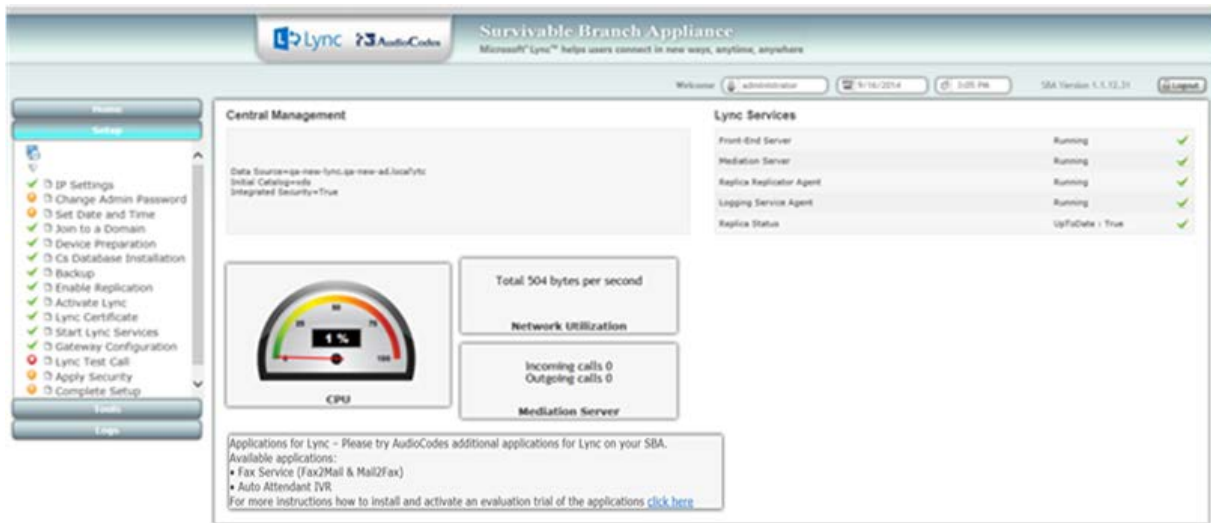 Lync AudioCodes
Survivable Branch Appliance
Microsoft® Lync™ helps users connect in new ways, anytime, anywhere
Welcome administrator 9/16/2014 3:05 PM SBA Version 1.1.12.31 Logout
Home
Setup
IP Settings
Change Admin Password
Set Date and Time
Join to a Domain
Device Preparation
Cs Database Installation
Backup
Enable Replication
Activate Lync
Lync Certificate
Start Lync Services
Gateway Configuration
Lync Test Call
Apply Security
Complete Setup
Tools
Logs
Central Management
Data Source=qa-new-lync.qa-new-ad.local\rtc
Initial Catalog=xds
Integrated Security=True
Lync Services
Front-End Server Running
Mediation Server Running
Replica Replicator Agent Running
Logging Service Agent Running
Replica Status UpToDate : True
0 25 50 75 100
1 %
CPU
Total 504 bytes per second
Network Utilization
Incoming calls 0
Outgoing calls 0
Mediation Server
Applications for Lync – Please try AudioCodes additional applications for Lync on your SBA.
Available applications:
• Fax Service (Fax2Mail & Mail2Fax)
• Auto Attendant IVR
For more instructions how to install and activate an evaluation trial of the applications click here